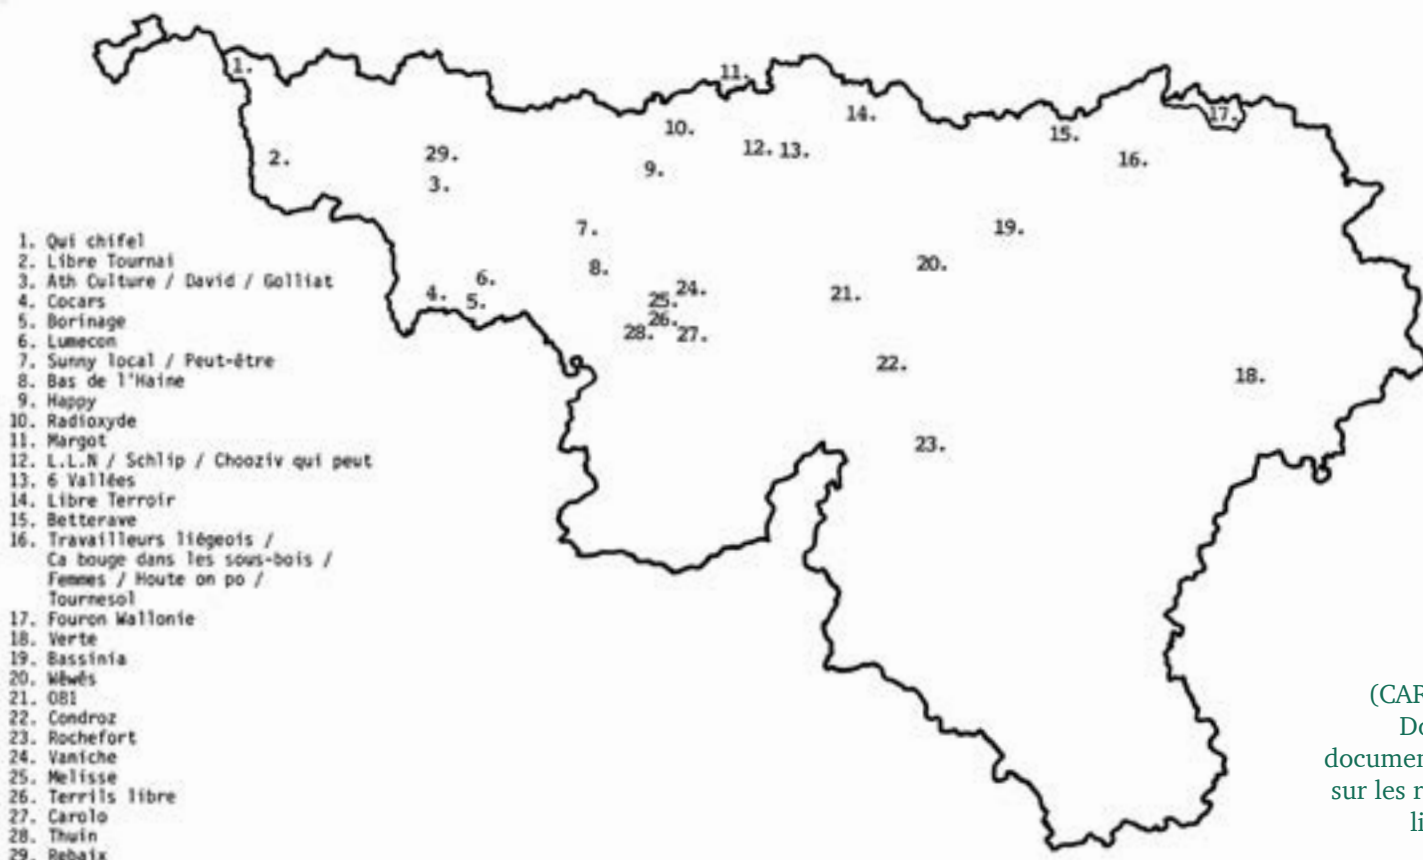 1.
2.
3.
4.
5.
6.
7.
8.
9.
10.
11.
12.
13.
14.
15.
16.
17.
18.
19.
20.
21.
22.
23.
24.
25.
26.
27.
28.
29.
1. Qui chifel
2. Libre Tournai
3. Ath Culture / David / Golliat
4. Cocars
5. Borinage
6. Lumecon
7. Sunny local / Peut-être
8. Bas de l'Haine
9. Happy
10. Radioxyde
11. Margot
12. L.L.N / Schlip / Chooziv qui peut
13. 6 Vallées
14. Libre Terroir
15. Betterave
16. Travailleurs liégeois /
Ca bouge dans les sous-bois /
Femmes / Houte on po /
Tournesol
17. Fouron Wallonie
18. Verte
19. Bassinia
20. Wêwês
21. 081
22. Condroz
23. Rochefort
24. Vamiche
25. Melisse
26. Terrils libre
27. Carolo
28. Thuin
29. Rebaix
(CAR
Do
documen
sur les r
li